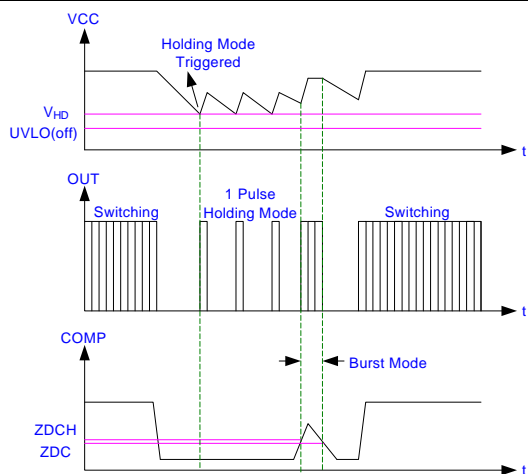 VCC
Holding Mode
Triggered
VHD
UVLO(off)
t
OUT
1 Pulse
Switching
Holding Mode
Switching
t
COMP
Burst Mode
ZDCH
ZDC
t